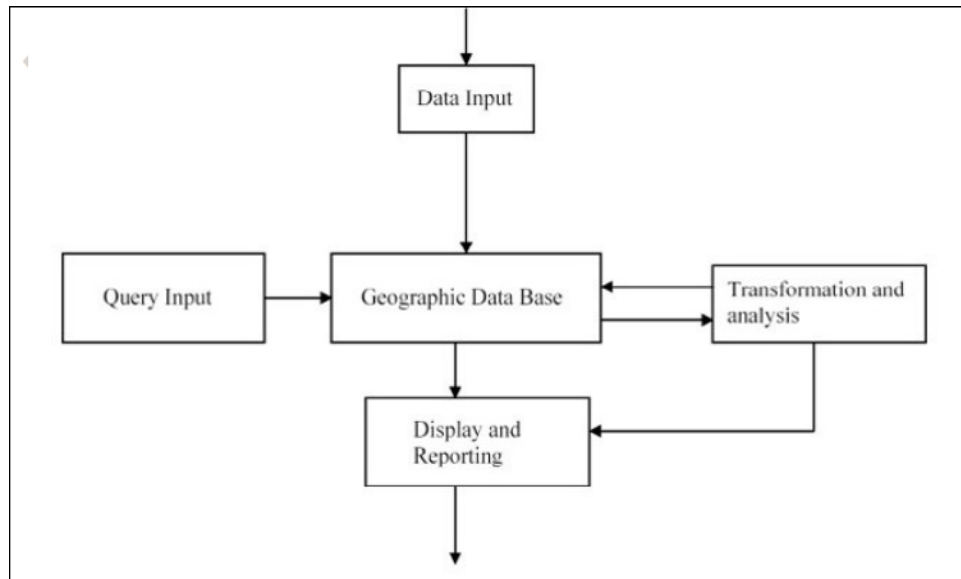 Data Input
Query Input
Geographic Data Base
Transformation and
analysis
Display and
Reporting